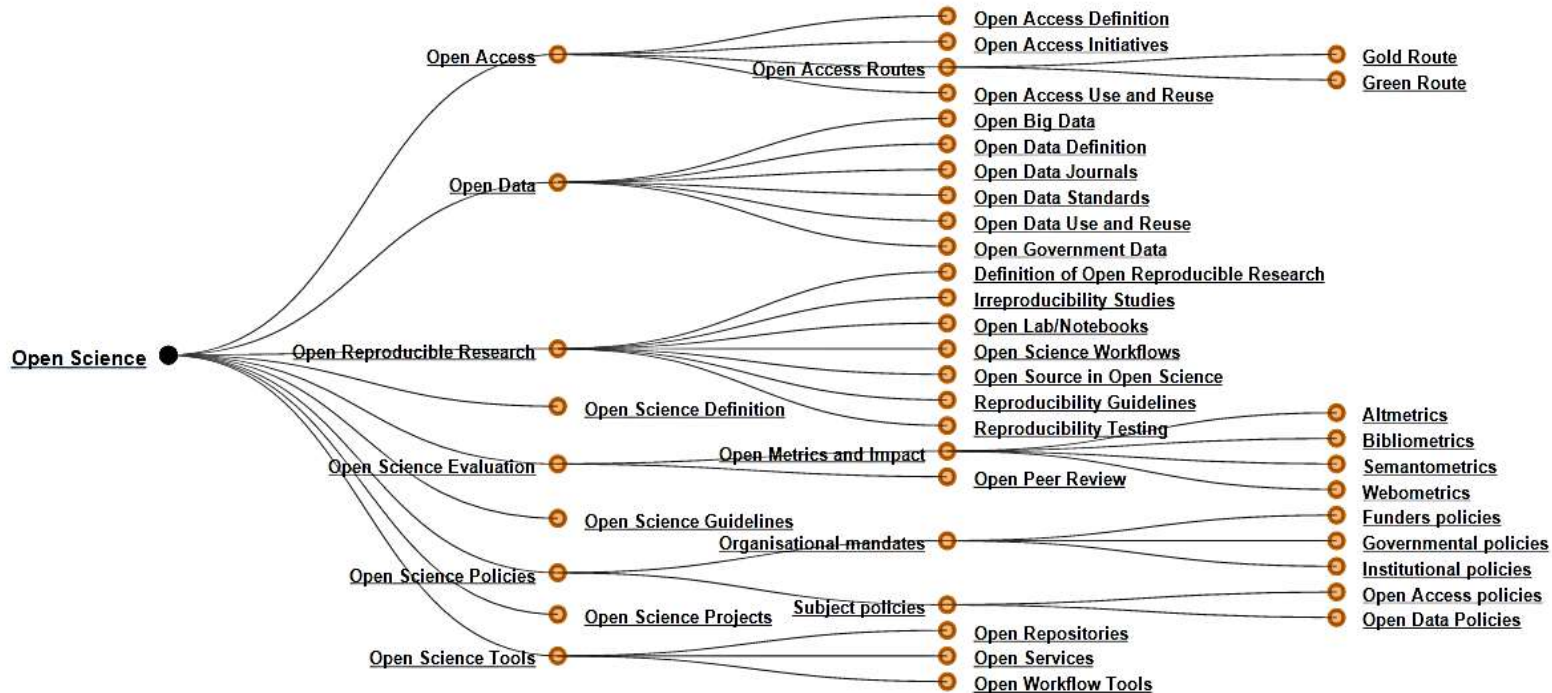 Open Science
Open Access
Open Access Definition
Open Access Initiatives
Open Access Routes
Gold Route
Green Route
Open Access Use and Reuse
Open Data
Open Big Data
Open Data Definition
Open Data Journals
Open Data Standards
Open Data Use and Reuse
Open Government Data
Open Reproducible Research
Definition of Open Reproducible Research
Irreproducibility Studies
Open Lab/Notebooks
Open Science Workflows
Open Source in Open Science
Reproducibility Guidelines
Reproducibility Testing
Open Science Definition
Open Science Evaluation
Open Metrics and Impact
Altmetrics
Bibliometrics
Semantometrics
Webometrics
Open Peer Review
Open Science Guidelines
Open Science Policies
Organisational mandates
Funders policies
Governmental policies
Institutional policies
Subject policies
Open Access policies
Open Data Policies
Open Science Projects
Open Science Tools
Open Repositories
Open Services
Open Workflow Tools